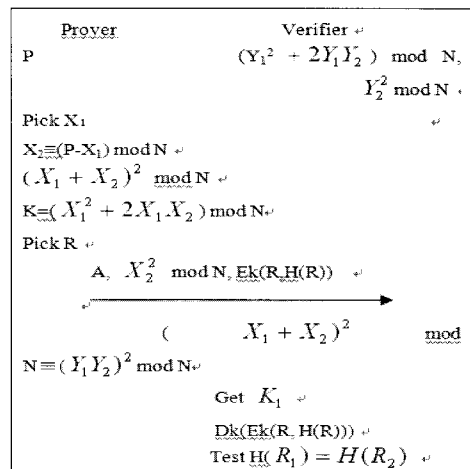 Prover Verifier
P (Y₁² + 2Y₁Y₂) mod N,
Y₂² mod N
Pick X₁
X₂≡(P-X₁) mod N
(X₁ + X₂)² mod N
K=(X₁² + 2X₁X₂) mod N
Pick R
A, X₂² mod N, Ek(R,H(R))
( X₁ + X₂)² mod
N≡(Y₁Y₂)² mod N
Get K₁
Dk(Ek(R, H(R)))
Test H(R₁) = H(R₂)